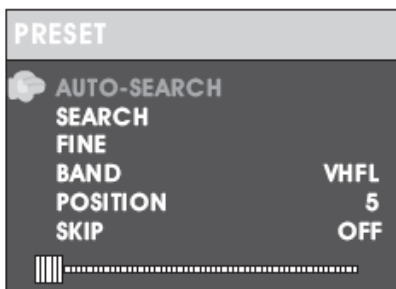 PRESET
AUTO-SEARCH
SEARCH
FINE
BAND VHFL
POSITION 5
SKIP OFF